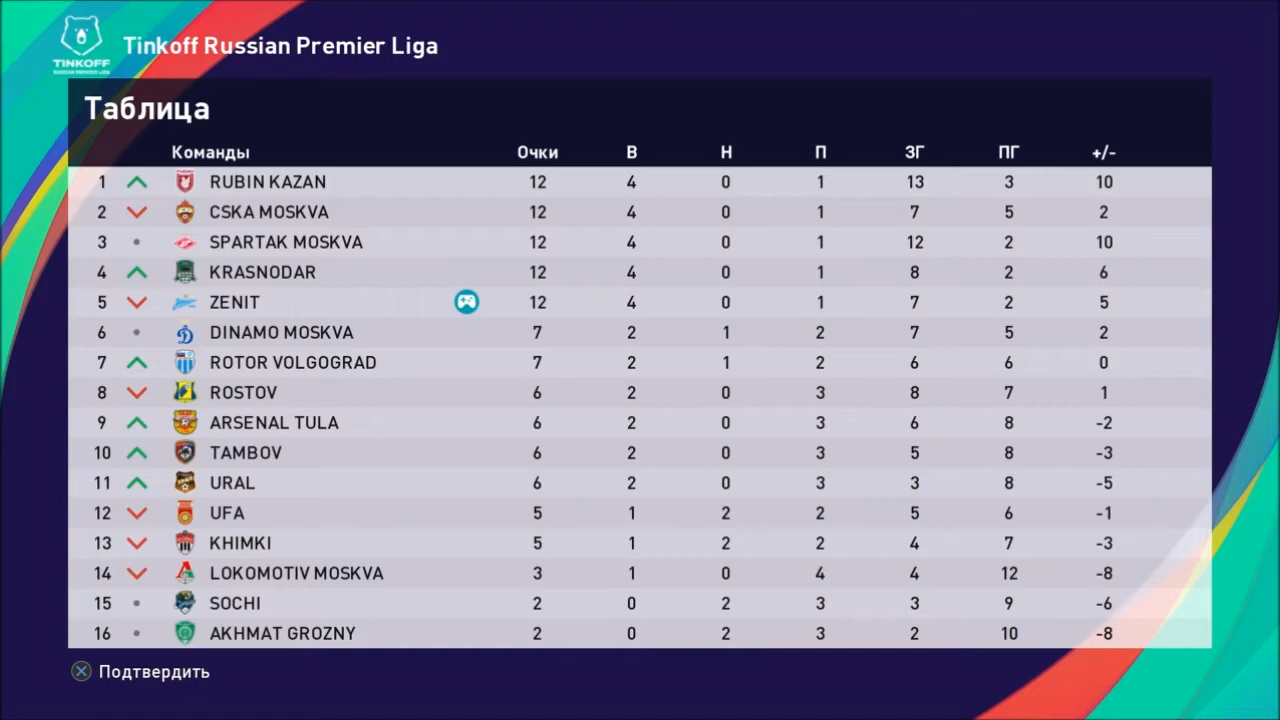 Tinkoff Russian Premier Liga
TINKOFF
RUSSIAN PREMIER LIGA
Таблица
Команды Очки В Н П ЗГ ПГ +/-
1 RUBIN KAZAN 12 4 0 1 13 3 10
2 CSKA MOSKVA 12 4 0 1 7 5 2
3 SPARTAK MOSKVA 12 4 0 1 12 2 10
4 KRASNODAR 12 4 0 1 8 2 6
5 ZENIT 12 4 0 1 7 2 5
6 DINAMO MOSKVA 7 2 1 2 7 5 2
7 ROTOR VOLGOGRAD 7 2 1 2 6 6 0
8 ROSTOV 6 2 0 3 8 7 1
9 ARSENAL TULA 6 2 0 3 6 8 -2
10 TAMBOV 6 2 0 3 5 8 -3
11 URAL 6 2 0 3 3 8 -5
12 UFA 5 1 2 2 5 6 -1
13 KHIMKI 5 1 2 2 4 7 -3
14 LOKOMOTIV MOSKVA 3 1 0 4 4 12 -8
15 SOCHI 2 0 2 3 3 9 -6
16 AKHMAT GROZNY 2 0 2 3 2 10 -8
Подтвердить